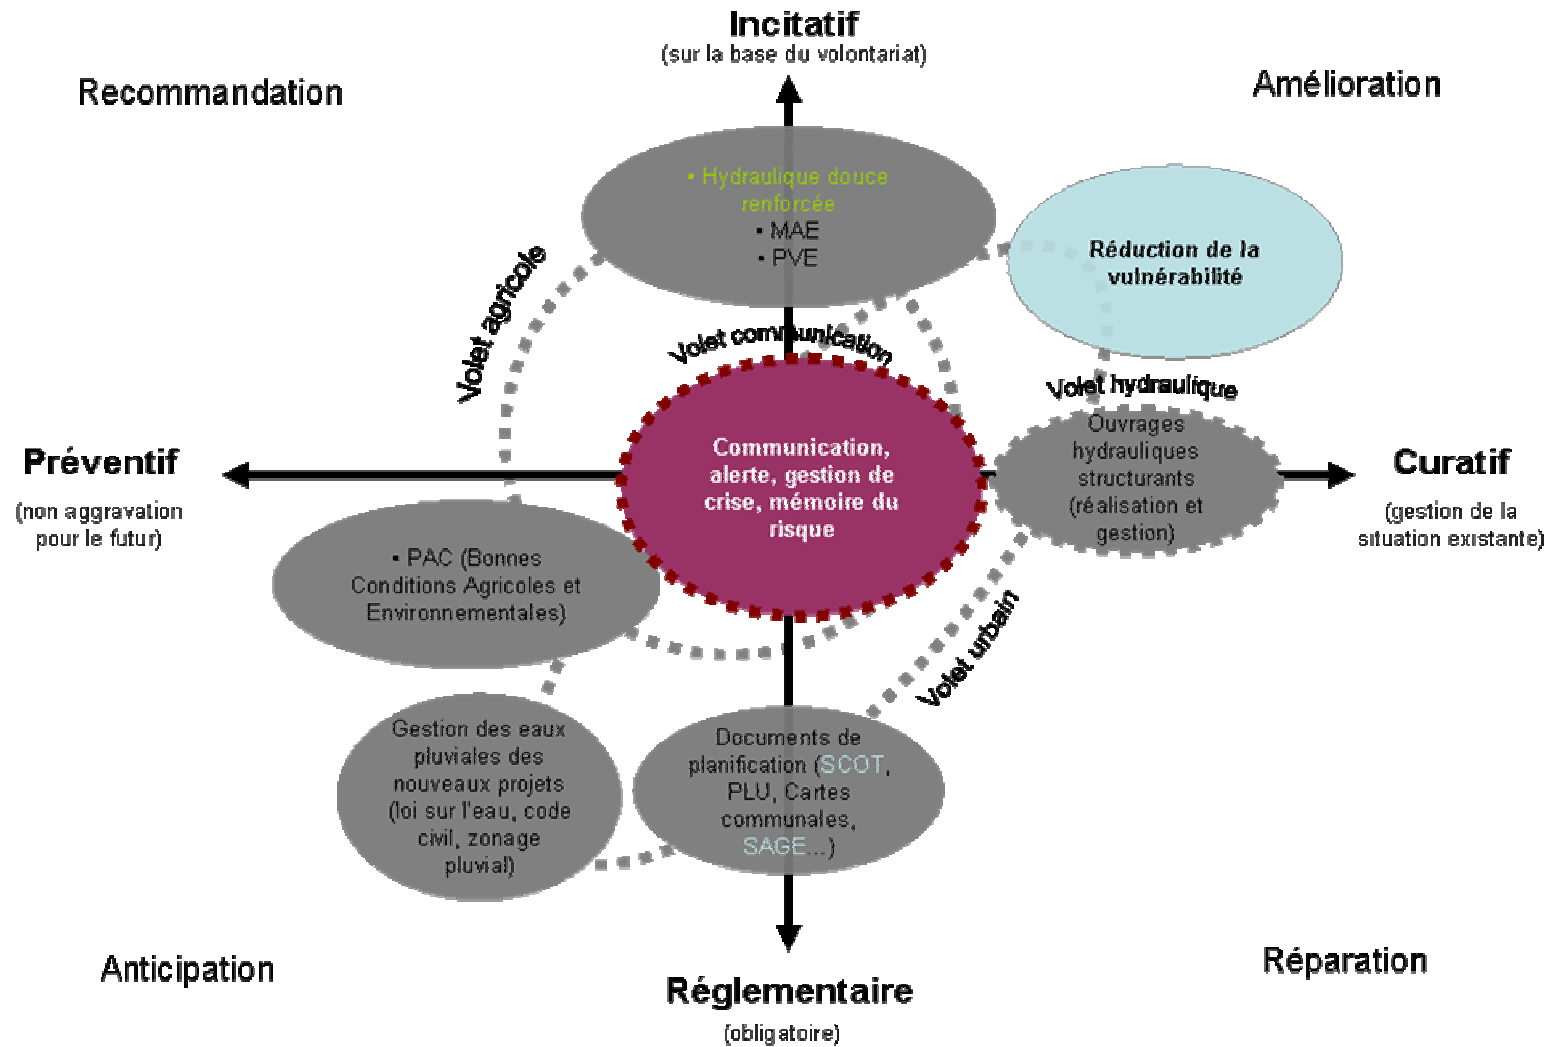 Incitatif
(sur la base du volontariat)
Recommandation
Amélioration
▪ Hydraulique douce
renforcée
▪ MAE
▪ PVE
Réduction de la
vulnérabilité
Volet agricole
Volet communication
Volet hydraulique
Préventif
(non aggravation
pour le futur)
Communication,
alerte, gestion de
crise, mémoire du
risque
Ouvrages
hydrauliques
structurants
(réalisation et
gestion)
Curatif
(gestion de la
situation existante)
▪ PAC (Bonnes
Conditions Agricoles et
Environnementales)
Volet urbain
Gestion des eaux
pluviales des
nouveaux projets
(loi sur l'eau, code
civil, zonage
pluvial)
Documents de
planification (SCOT,
PLU, Cartes
communales,
SAGE...)
Anticipation
Réparation
Réglementaire
(obligatoire)